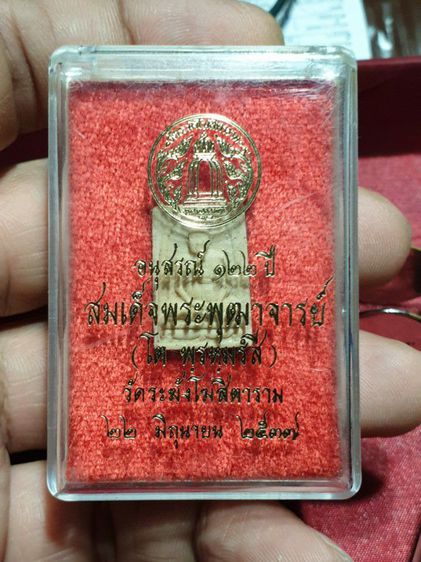 อนุสรณ์ ๑๒๒ ปี
สมเด็จพระพุฒาจารย์
(โต พรหมรังสี)
วัดระฆังโฆสิตาราม
๒๒ มิถุนายน ๒๕๓๗